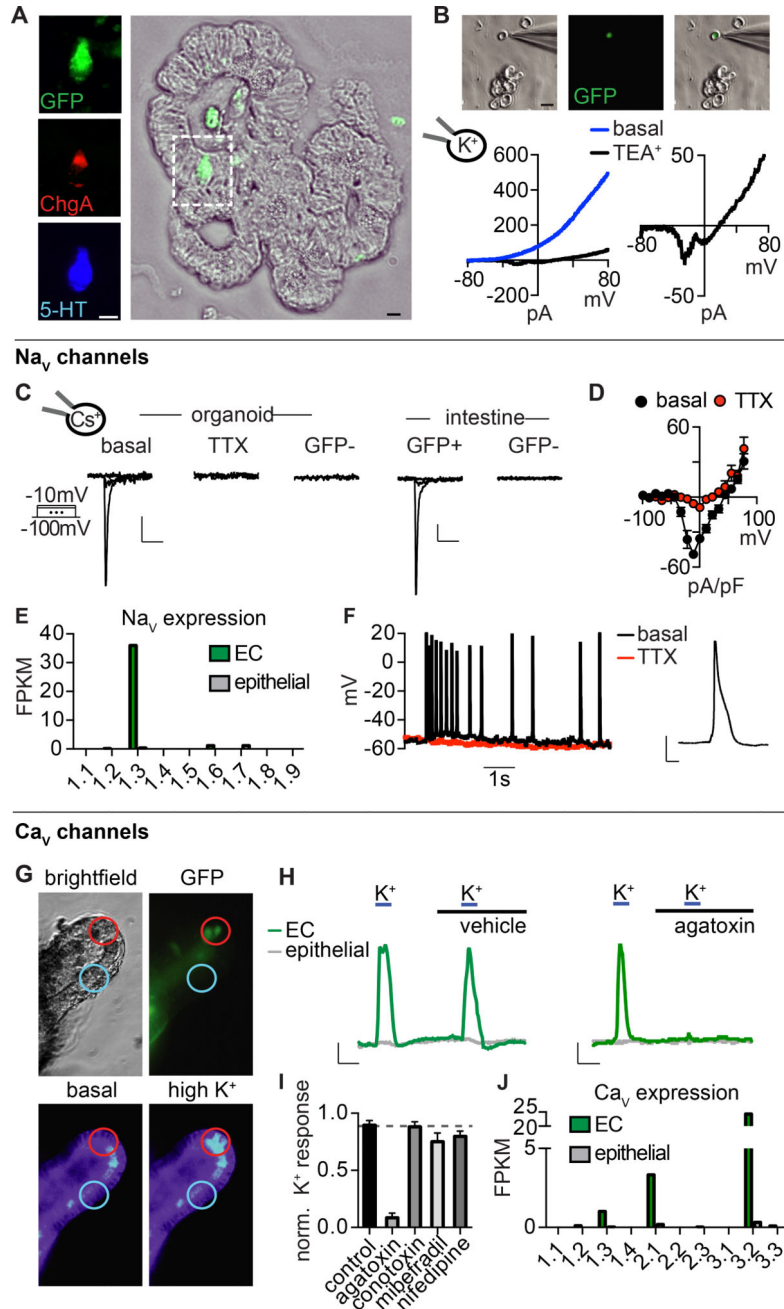 A
GFP
ChgA
5-HT
B
GFP
K⁺
basal
TEA⁺
600
400
200
-80
80
mV
-200
pA
50
-80
80
mV
-50
pA
Naᵥ channels
C
Cs⁺
organoid
intestine
basal
TTX
GFP-
GFP+
GFP-
-10mV
-100mV
D
basal
TTX
60
-100
100
mV
-60
pA/pF
E
Naᵥ expression
FPKM
40
30
20
10
0
EC
epithelial
1.1
1.2
1.3
1.4
1.5
1.6
1.7
1.8
1.9
F
mV
20
0
-20
-40
-60
basal
TTX
1s
Caᵥ channels
G
brightfield
GFP
basal
high K⁺
H
EC
epithelial
K⁺
K⁺
vehicle
K⁺
K⁺
agatoxin
I
norm. K⁺ response
1.0
0.5
0.0
control
agatoxin
conotoxin
mibefradil
nifedipine
J
Caᵥ expression
FPKM
25
20
5
0
EC
epithelial
1.1
1.2
1.3
1.4
2.1
2.2
2.3
3.1
3.2
3.3